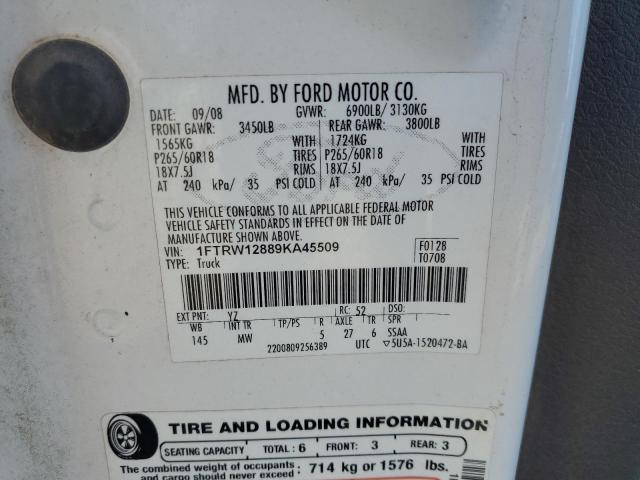 MFD. BY FORD MOTOR CO.
DATE: 09/08 GVWR: 6900LB/ 3130KG
FRONT GAWR: 3450LB REAR GAWR: 3800LB
1565KG WITH 1724KG WITH
P265/60R18 TIRES P265/60R18 TIRES
18X7.5J RIMS 18X7.5J RIMS
AT 240 kPa/ 35 PSI COLD AT 240 kPa/ 35 PSI COLD
THIS VEHICLE CONFORMS TO ALL APPLICABLE FEDERAL MOTOR
VEHICLE SAFETY STANDARDS IN EFFECT ON THE DATE OF
MANUFACTURE SHOWN ABOVE.
VIN: 1FTRW12889KA45509 F0128
TYPE: Truck T0708
EXT PNT: YZ RC: 52 DSO:
WB INT TR TP/PS R AXLE TR SPR
145 MW 5 27 6 SSAA
2200809256389 UTC ▽5U5A-1520472-BA
Ford
TIRE AND LOADING INFORMATION
SEATING CAPACITY TOTAL: 6 FRONT: 3 REAR: 3
The combined weight of occupants
and cargo should never exceed: 714 kg or 1576 lbs.